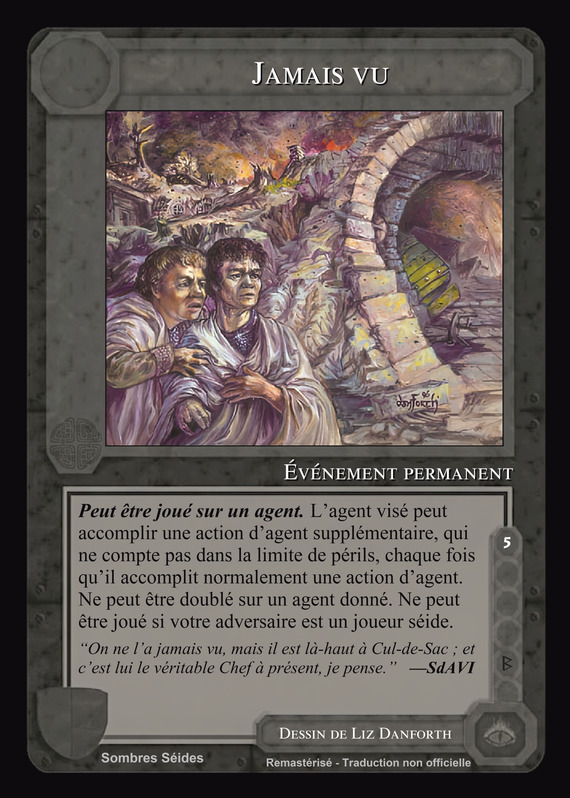 JAMAIS VU
96
danforth
ÉVÉNEMENT PERMANENT
Peut être joué sur un agent. L'agent visé peut
accomplir une action d'agent supplémentaire, qui
ne compte pas dans la limite de périls, chaque fois
qu'il accomplit normalement une action d'agent.
Ne peut être doublé sur un agent donné. Ne peut
être joué si votre adversaire est un joueur séide.
5
“On ne l'a jamais vu, mais il est là-haut à Cul-de-Sac ; et
c'est lui le véritable Chef à présent, je pense.” —SdAVI
DESSIN DE LIZ DANFORTH
Sombres Séides
Remastérisé - Traduction non officielle